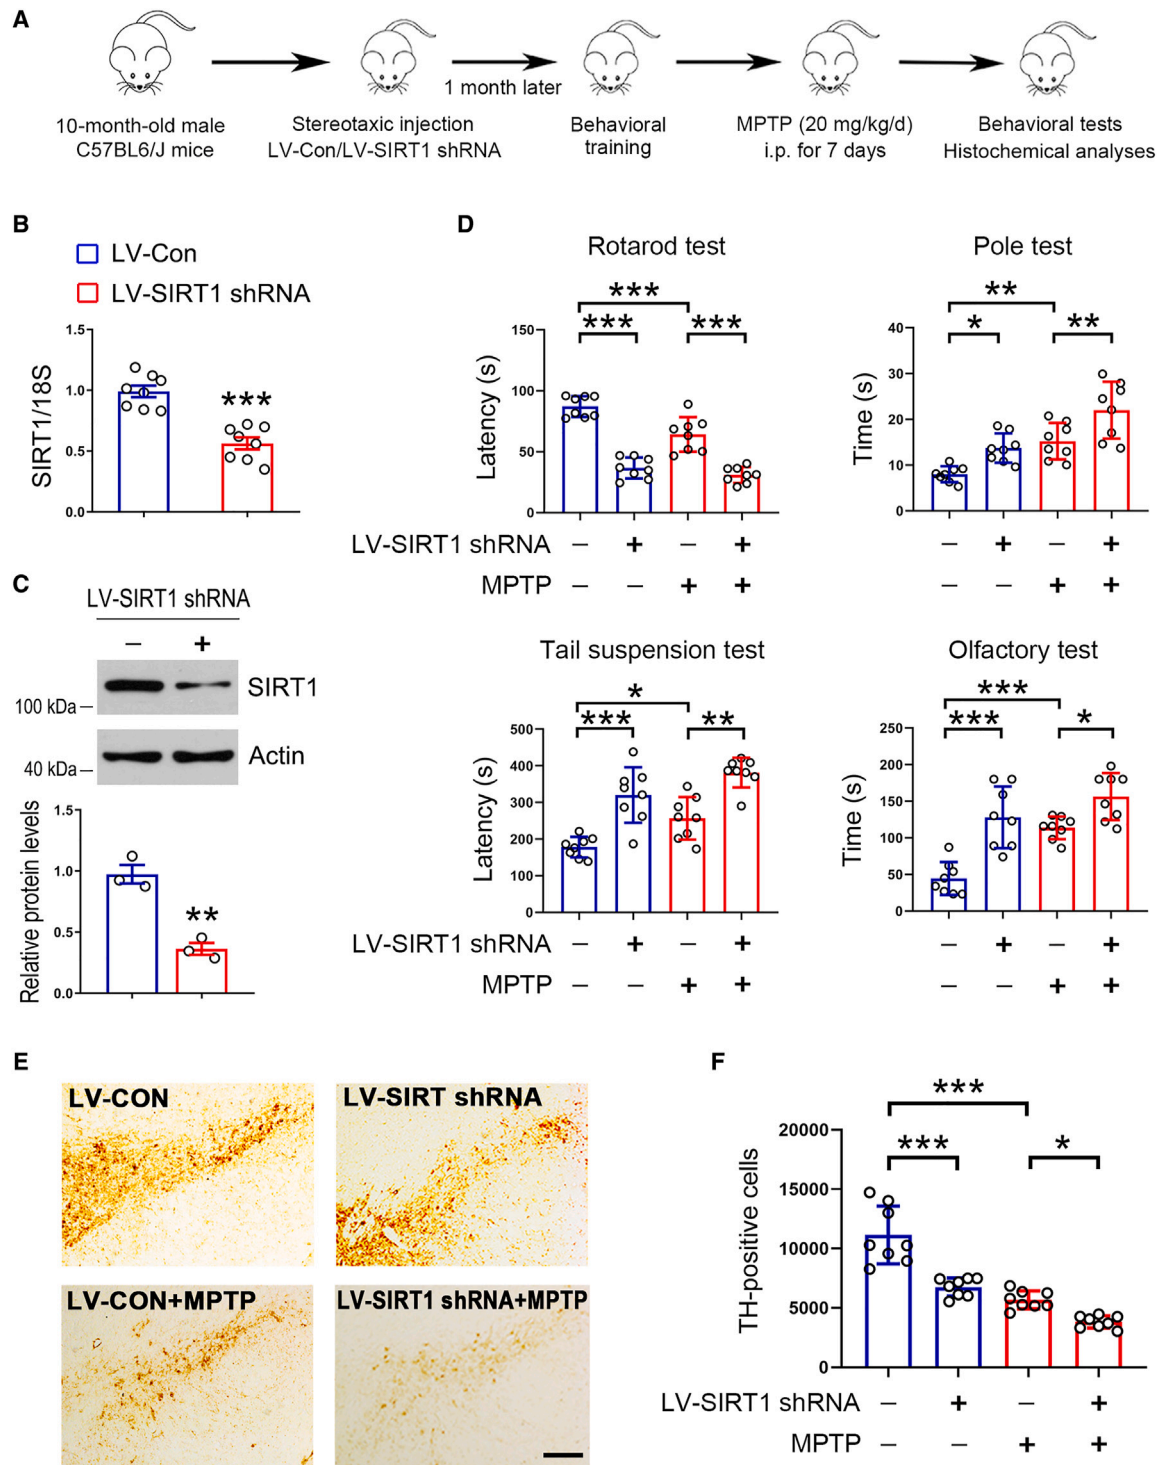 A
1 month later
10-month-old male
C57BL6/J mice
Stereotaxic injection
LV-Con/LV-SIRT1 shRNA
Behavioral
training
MPTP (20 mg/kg/d)
i.p. for 7 days
Behavioral tests
Histochemical analyses
B
LV-Con
LV-SIRT1 shRNA
SIRT1/18S
1.5
1.0
0.5
0.0
***
C
LV-SIRT1 shRNA
– +
SIRT1
100 kDa
Actin
40 kDa
Relative protein levels
1.5
1.0
0.5
0.0
**
D
Rotarod test
***
*** ***
Latency (s)
150
100
50
0
Pole test
**
* **
Time (s)
40
30
20
10
0
LV-SIRT1 shRNA – + – + – + – +
MPTP – – + + – – + +
Tail suspension test
*
*** **
Latency (s)
500
400
300
200
100
0
Olfactory test
***
*** *
Time (s)
250
200
150
100
50
0
LV-SIRT1 shRNA – + – + – + – +
MPTP – – + + – – + +
E
LV-CON
LV-SIRT shRNA
LV-CON+MPTP
LV-SIRT1 shRNA+MPTP
F
***
*** *
TH-positive cells
20000
15000
10000
5000
0
LV-SIRT1 shRNA – + – +
MPTP – – + +